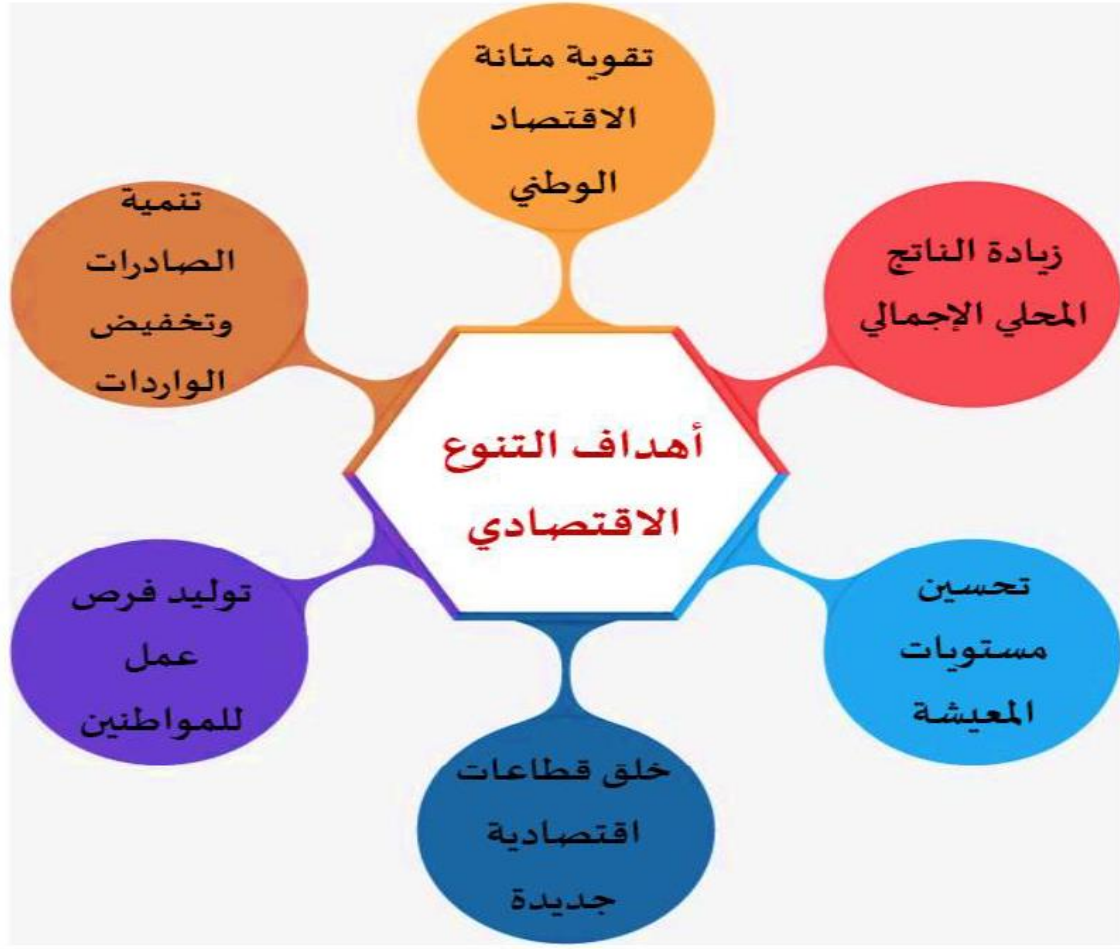 أهداف التنوع
الاقتصادي
تقوية متانة
الاقتصاد
الوطني
زيادة الناتج
المحلي الإجمالي
تحسين
مستويات
المعيشة
خلق قطاعات
اقتصادية
جديدة
توليد فرص
عمل
للمواطنين
تنمية
الصادرات
وتخفيض
الواردات